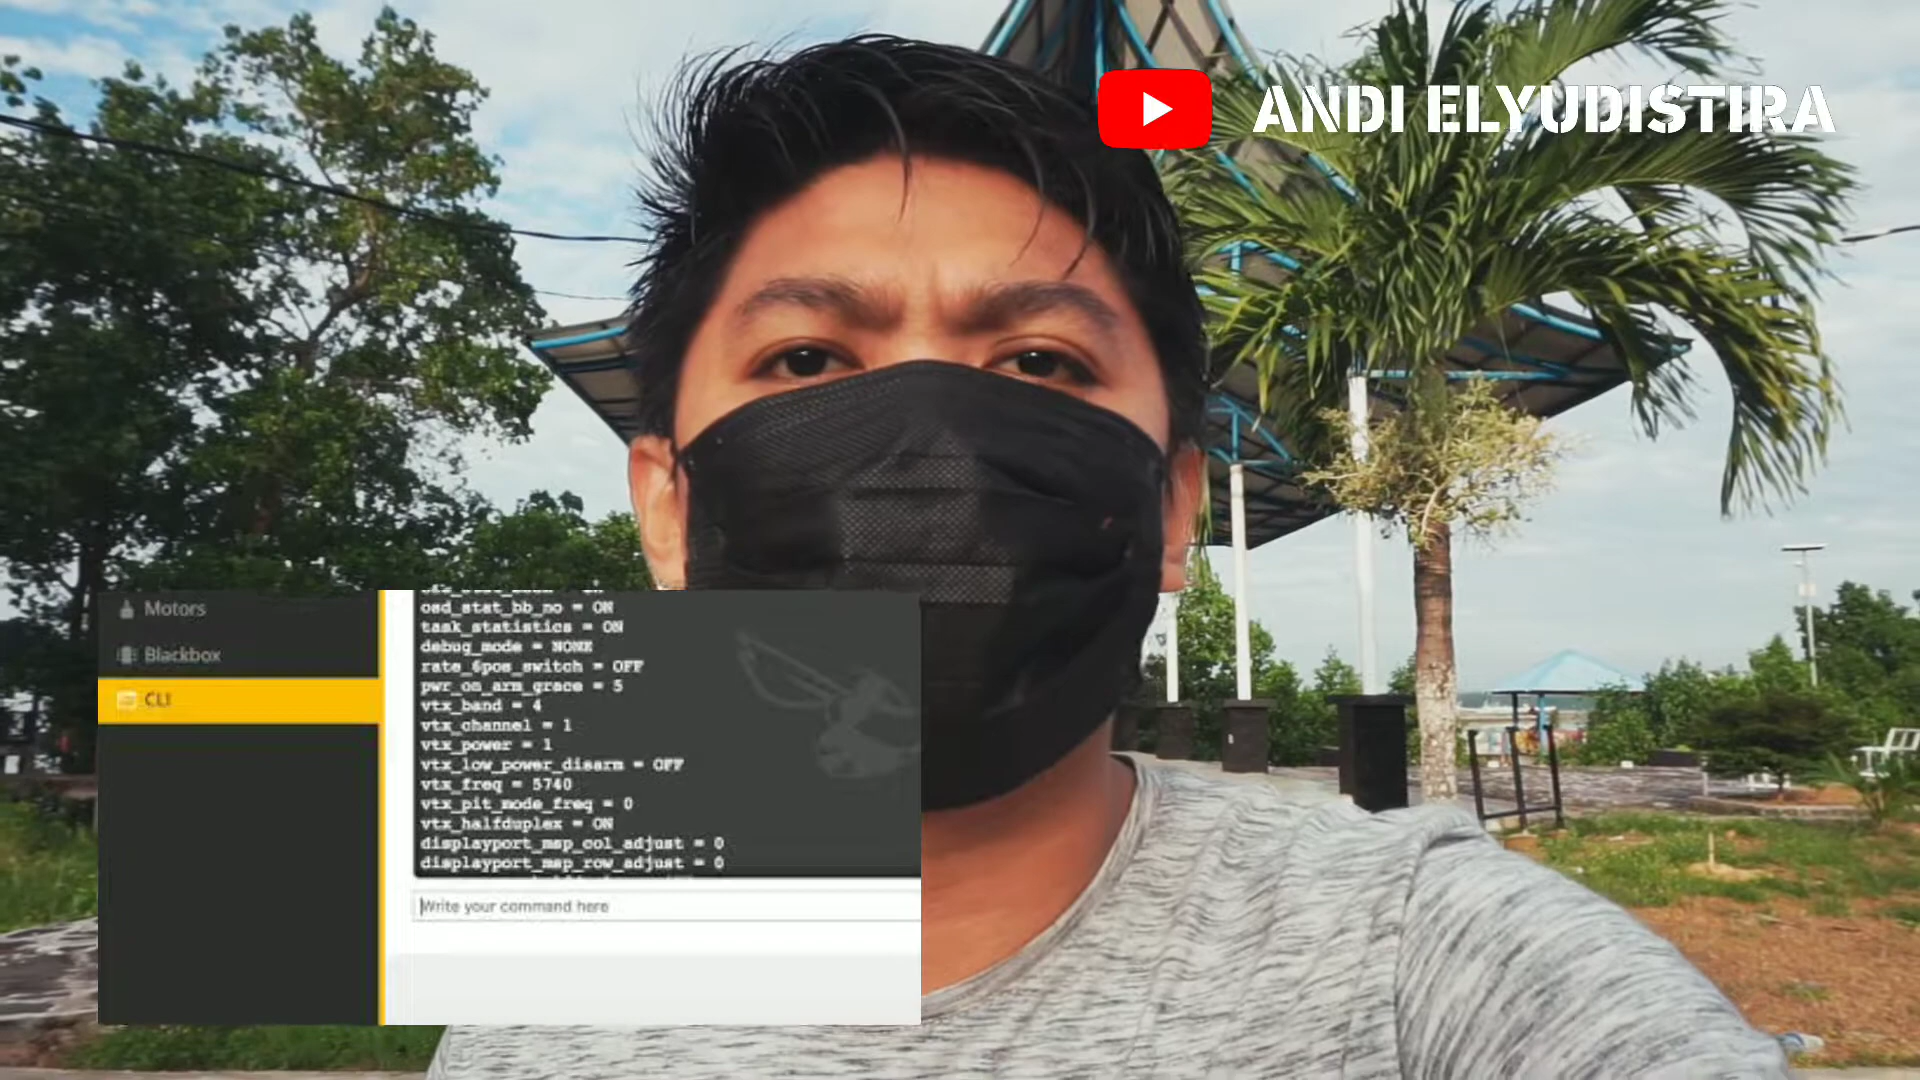 ANDI ELYUDISTIRA
Motors
Blackbox
CLI
osd_stat_bb_no = ON
task_statistics = ON
debug_mode = NONE
rate_6pos_switch = OFF
pwr_on_arm_grace = 5
vtx_band = 4
vtx_channel = 1
vtx_power = 1
vtx_low_power_disarm = OFF
vtx_freq = 5740
vtx_pit_mode_freq = 0
vtx_halfduplex = ON
displayport_msp_col_adjust = 0
displayport_msp_row_adjust = 0
Write your command here